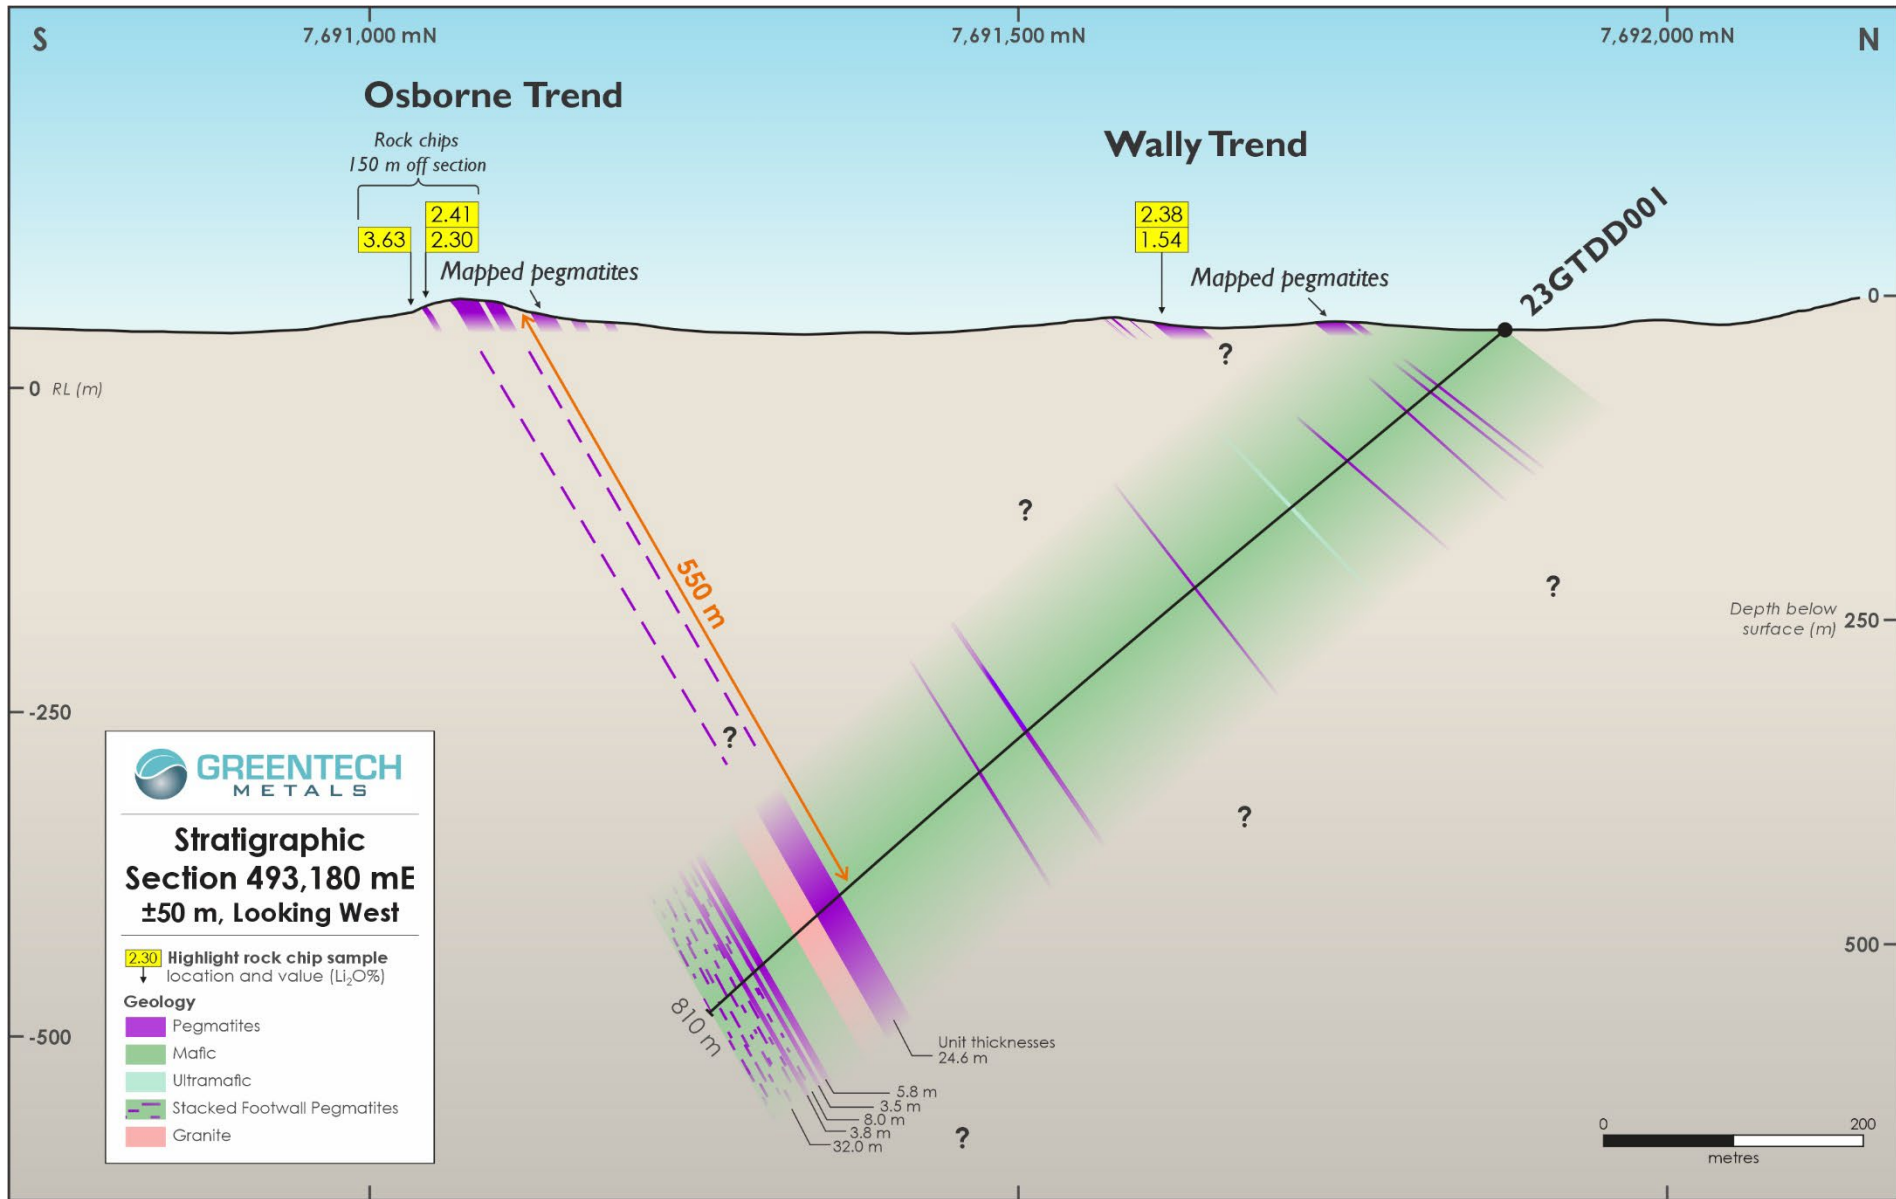 S
7,691,000 mN
7,691,500 mN
7,692,000 mN
N
Osborne Trend
Rock chips
150 m off section
2.41
3.63
2.30
Mapped pegmatites
Wally Trend
2.38
1.54
Mapped pegmatites
23GTDD001
0
0 RL (m)
?
?
?
550 m
Depth below
surface (m)
250
-250
?
?
500
-500
810 m
Unit thicknesses
24.6 m
5.8 m
3.5 m
8.0 m
3.8 m
32.0 m
?
GREENTECH
METALS
Stratigraphic
Section 493,180 mE
±50 m, Looking West
2.30 Highlight rock chip sample
location and value (Li₂O%)
Geology
Pegmatites
Mafic
Ultramafic
Stacked Footwall Pegmatites
Granite
0 200
metres